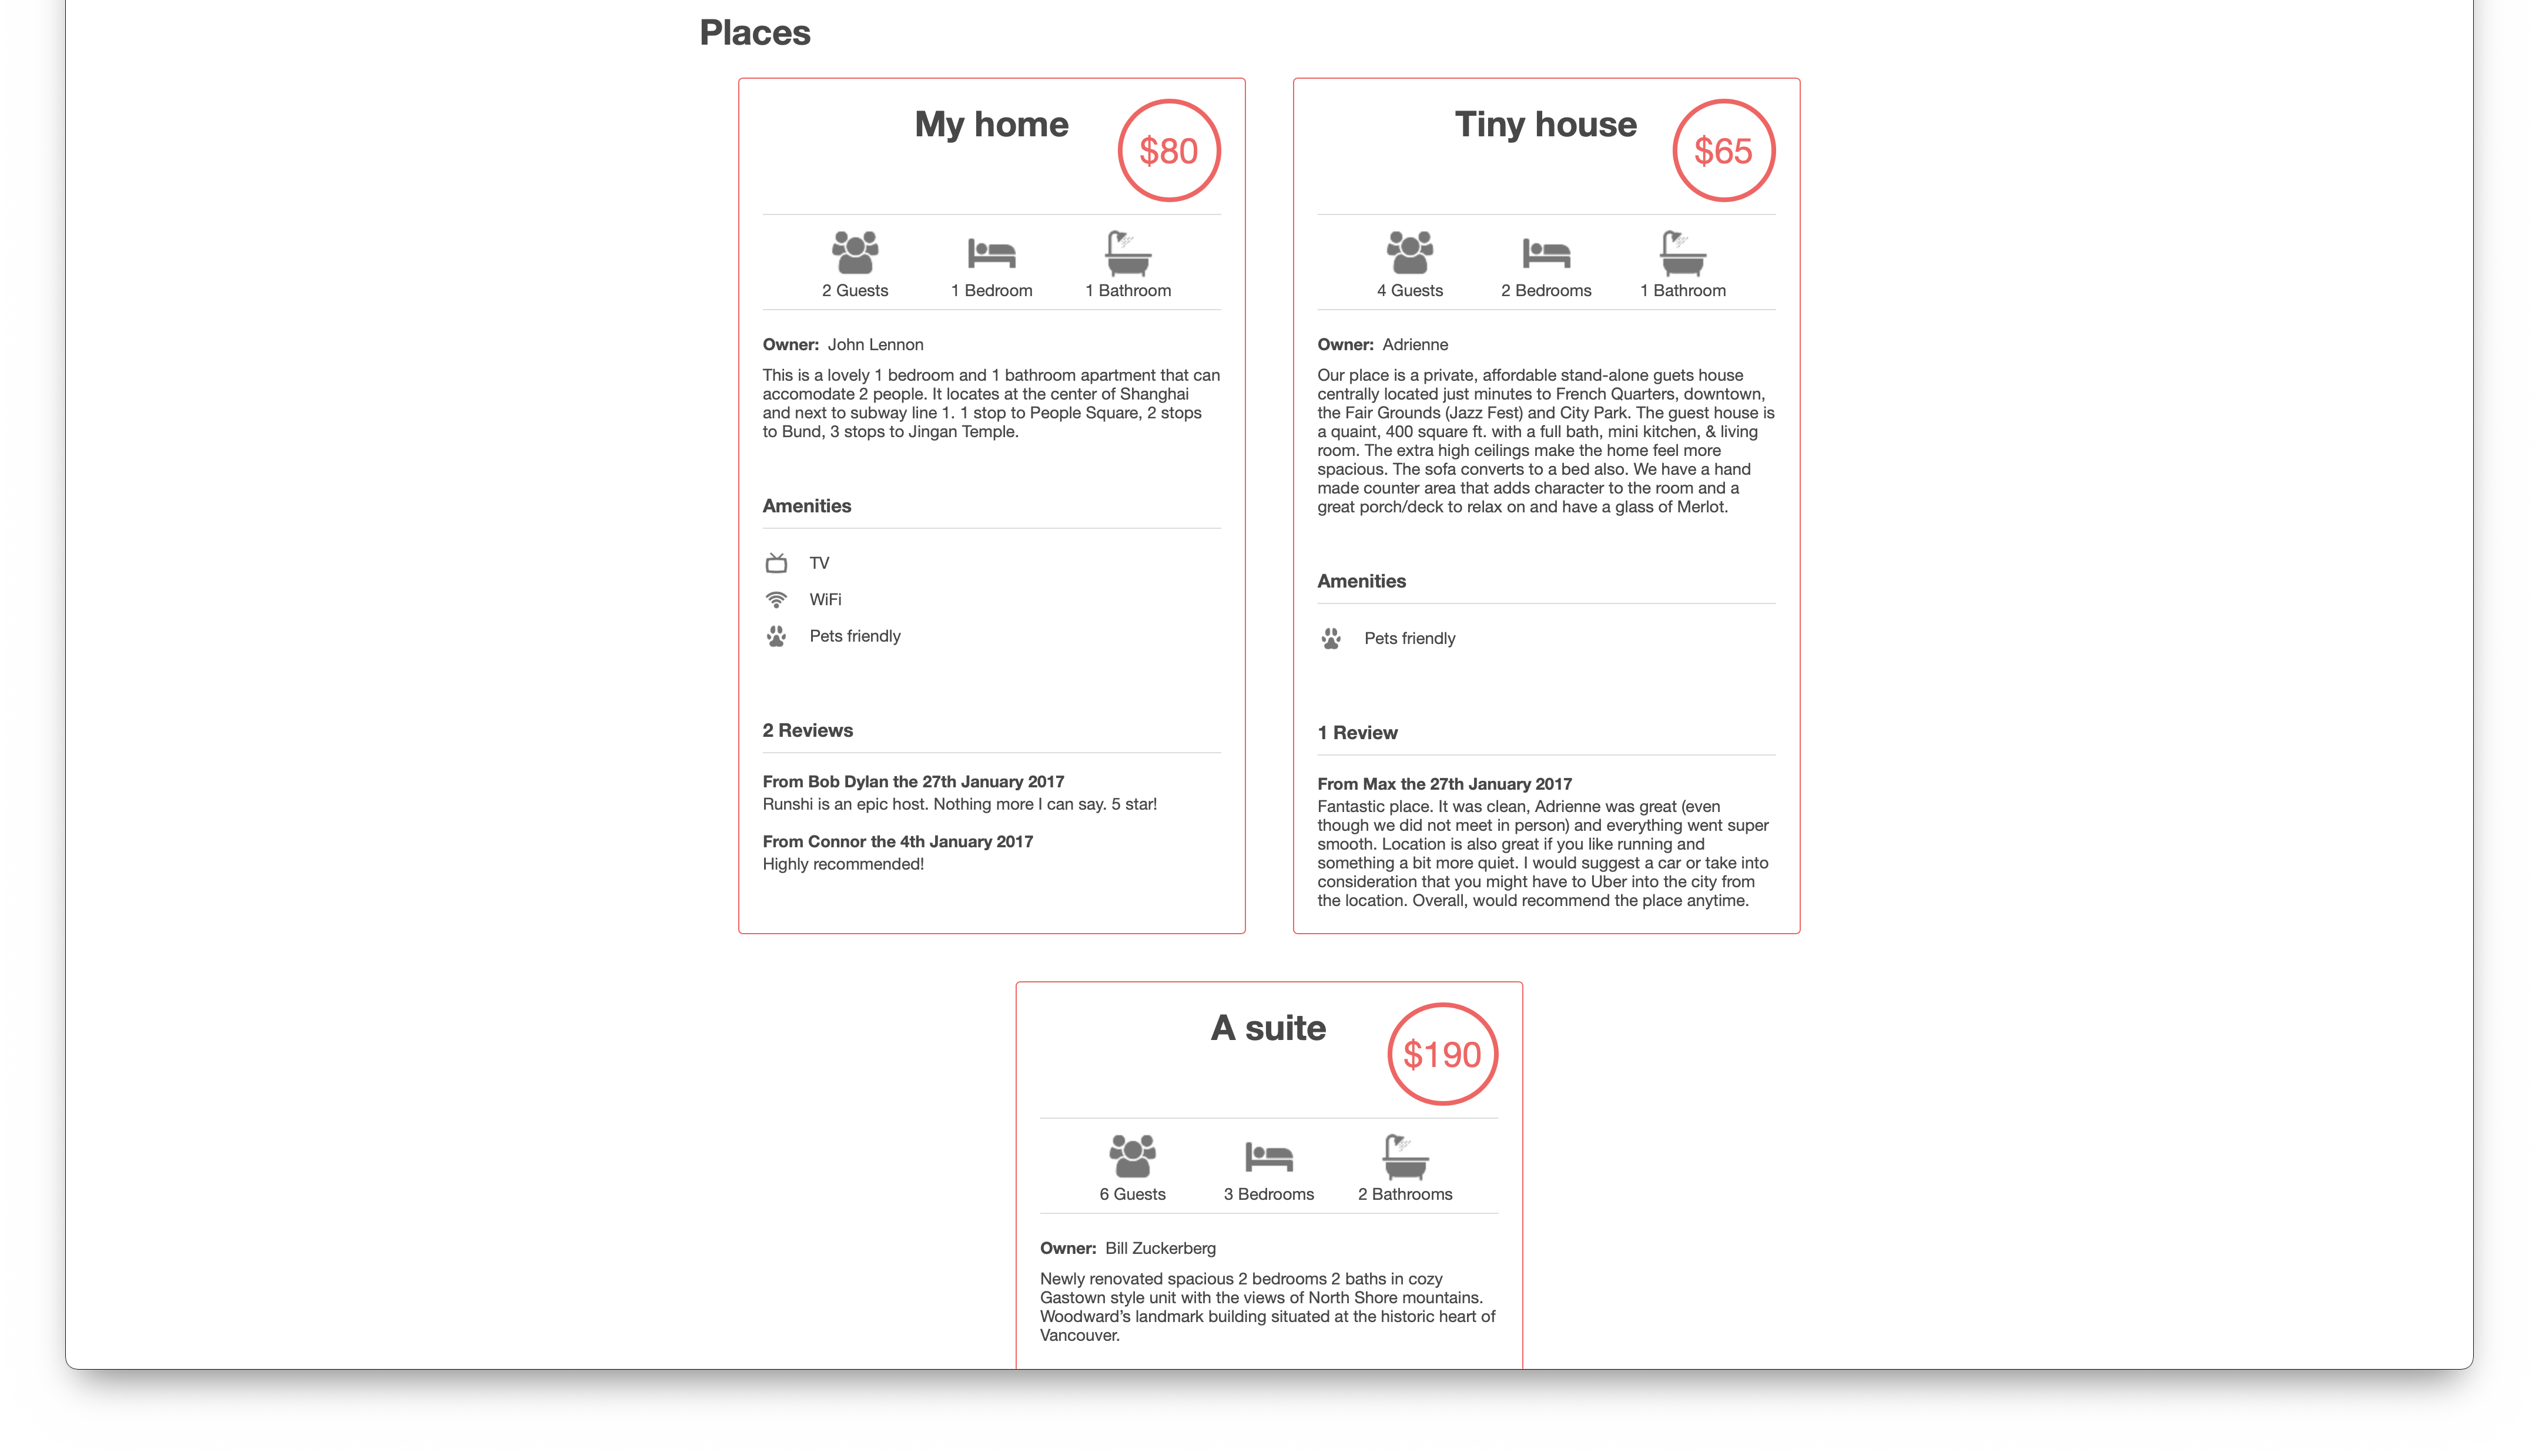 Places
My home
$80
2 Guests
1 Bedroom
1 Bathroom
Owner: John Lennon
This is a lovely 1 bedroom and 1 bathroom apartment that can
accomodate 2 people. It locates at the center of Shanghai
and next to subway line 1. 1 stop to People Square, 2 stops
to Bund, 3 stops to Jingan Temple.
Amenities
TV
WiFi
Pets friendly
2 Reviews
From Bob Dylan the 27th January 2017
Runshi is an epic host. Nothing more I can say. 5 star!
From Connor the 4th January 2017
Highly recommended!
Tiny house
$65
4 Guests
2 Bedrooms
1 Bathroom
Owner: Adrienne
Our place is a private, affordable stand-alone guets house
centrally located just minutes to French Quarters, downtown,
the Fair Grounds (Jazz Fest) and City Park. The guest house is
a quaint, 400 square ft. with a full bath, mini kitchen, & living
room. The extra high ceilings make the home feel more
spacious. The sofa converts to a bed also. We have a hand
made counter area that adds character to the room and a
great porch/deck to relax on and have a glass of Merlot.
Amenities
Pets friendly
1 Review
From Max the 27th January 2017
Fantastic place. It was clean, Adrienne was great (even
though we did not meet in person) and everything went super
smooth. Location is also great if you like running and
something a bit more quiet. I would suggest a car or take into
consideration that you might have to Uber into the city from
the location. Overall, would recommend the place anytime.
A suite
$190
6 Guests
3 Bedrooms
2 Bathrooms
Owner: Bill Zuckerberg
Newly renovated spacious 2 bedrooms 2 baths in cozy
Gastown style unit with the views of North Shore mountains.
Woodward’s landmark building situated at the historic heart of
Vancouver.